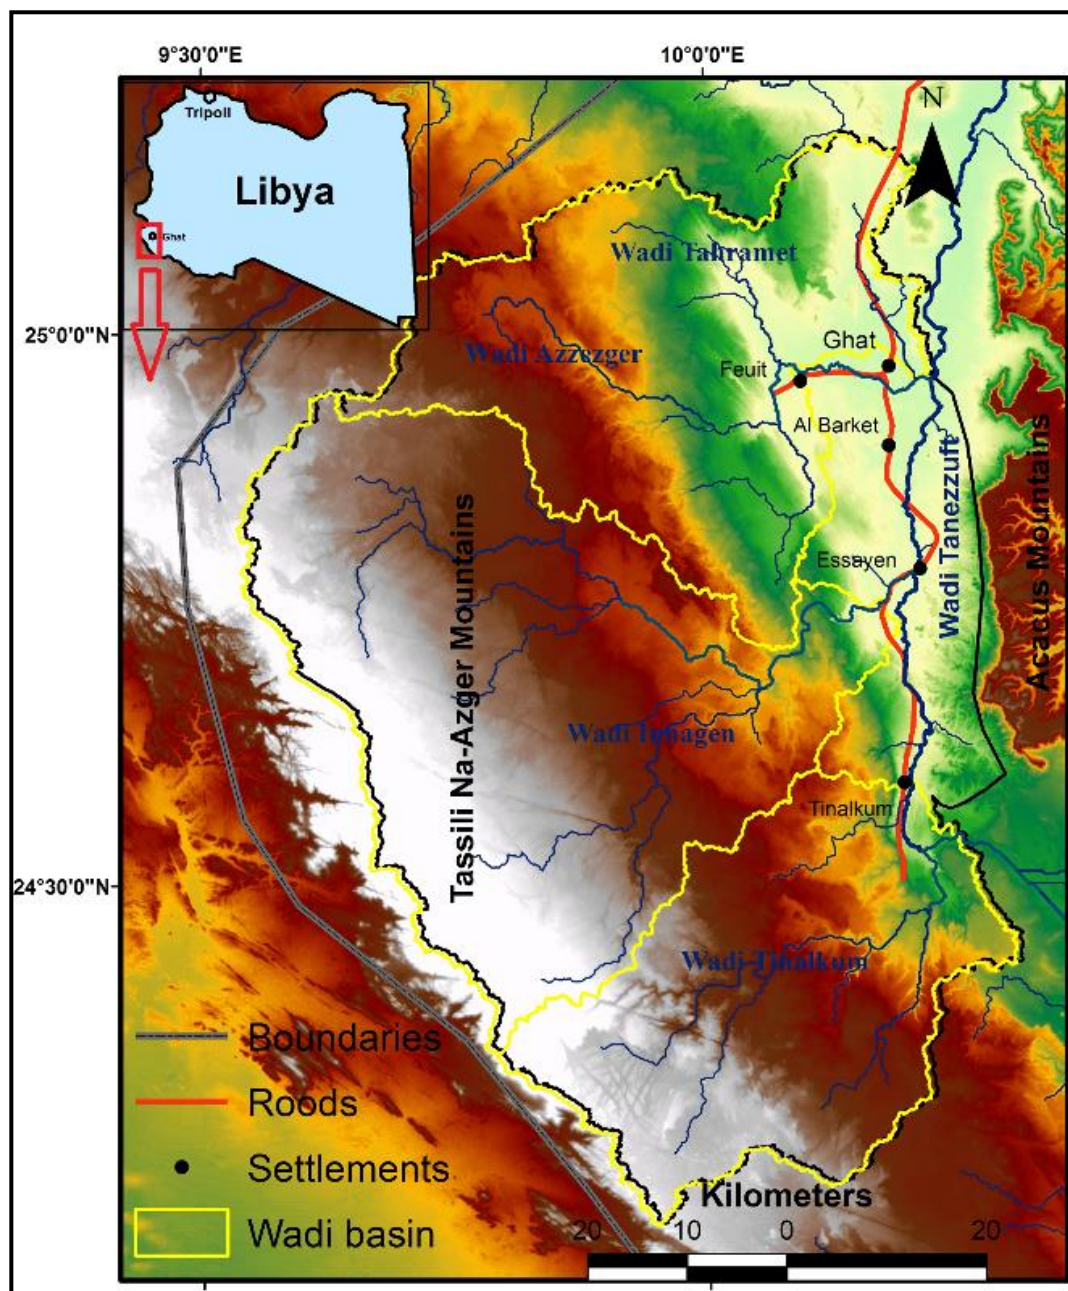 9°30'0"E
10°0'0"E
Tripoli
N
Libya
Wadi Tahramet
Ghat
25°0'0"N
Ghat
Wadi Azzezger
Feuit
Al Barket
Acacus Mountains
Wadi Tanezzuft
Essayen
Tassili Na-Azger Mountains
Tinalkum
24°30'0"N
Wadi Tinalkum
Boundaries
Roods
Settlements
Kilometers
Wadi basin
20
10
0
20